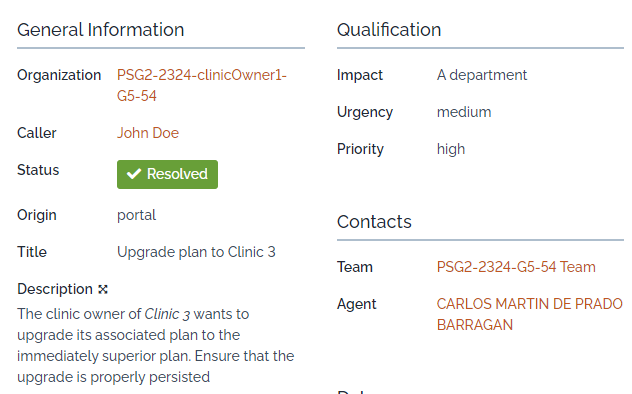 General Information
Organization PSG2-2324-clinicOwner1-
G5-54
Caller John Doe
Status Resolved
Origin portal
Title Upgrade plan to Clinic 3
Description
The clinic owner of Clinic 3 wants to
upgrade its associated plan to the
immediately superior plan. Ensure that the
upgrade is properly persisted
Qualification
Impact A department
Urgency medium
Priority high
Contacts
Team PSG2-2324-G5-54 Team
Agent CARLOS MARTIN DE PRADO
BARRAGAN